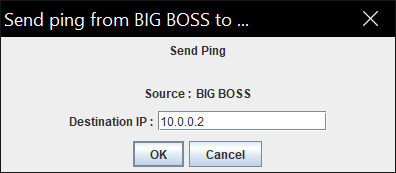 Send ping from BIG BOSS to ...
Send Ping
Source : BIG BOSS
Destination IP : 10.0.0.2
OK Cancel